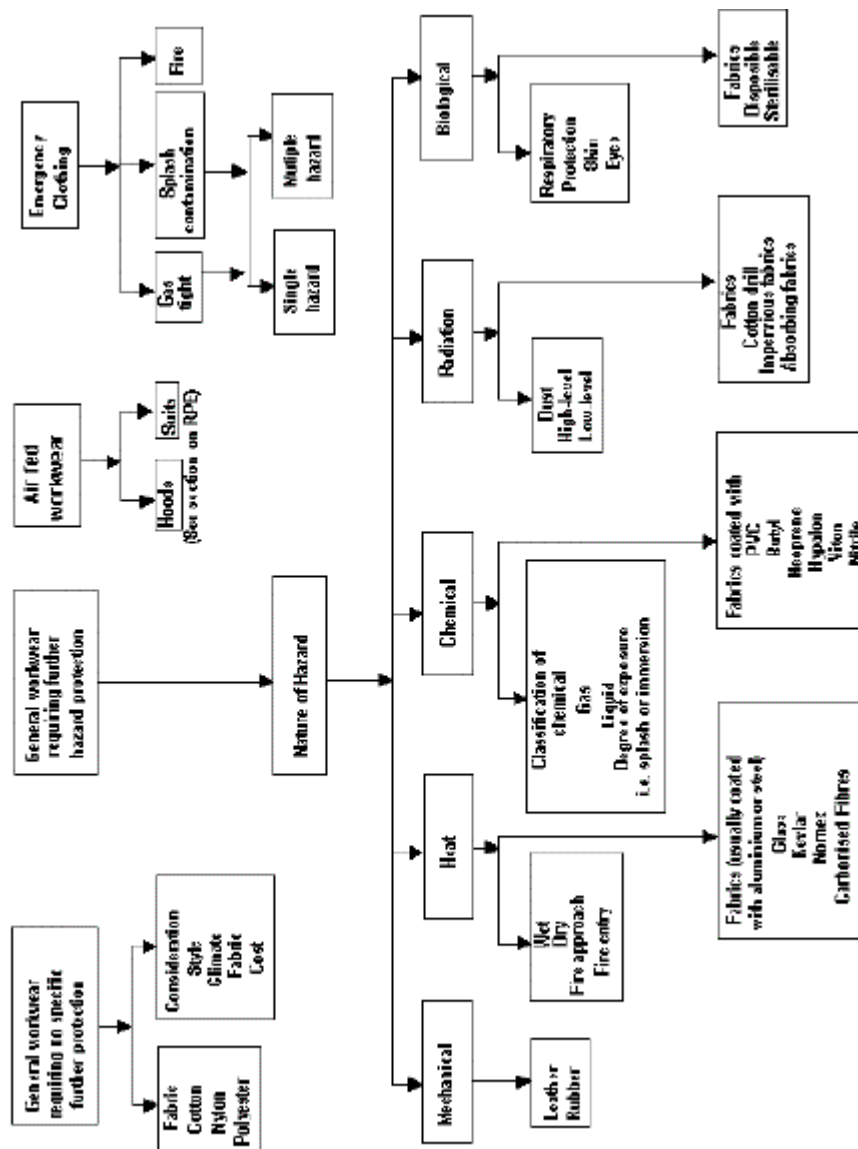 General workwear
requiring no specific
further protection
General workwear
requiring further
hazard protection
Air fed
workwear
Emergency
Clothing
Fabric
Cotton
Nylon
Polyester
Consideration
Style
Climate
Fabric
Cost
Hoods
Suits
(See section on RPE)
Gas
tight
Splash
contamination
Fire
Nature of Hazard
Single
hazard
Multiple
hazard
Mechanical
Heat
Chemical
Radiation
Biological
Leather
Rubber
Wet
Dry
Fire approach
Fire entry
Classification of
chemical
Gas
Liquid
Degree of exposure
i.e. splash or immersion
Dust
High-level
Low-level
Respiratory
Protection
Skin
Eyes
Fabrics (usually coated
with aluminium or steel)
Glass
Kevlar
Nomex
Carbonised Fibres
Fabrics coated with
PVC
Butyl
Neoprene
Hypalon
Viton
Nitrile
Fabrics
Cotton drill
Impervious fabrics
Absorbing fabrics
Fabrics
Disposible
Sterilisable